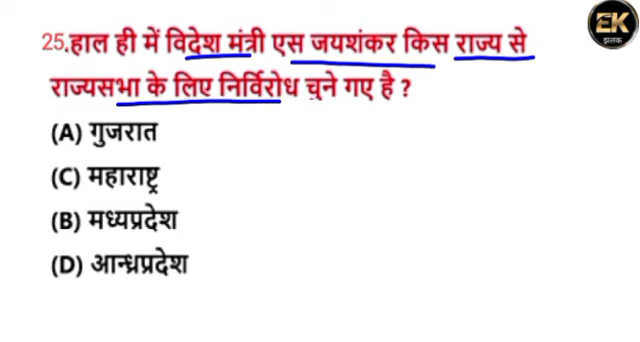 EK
झलक
25.हाल ही में विदेश मंत्री एस जयशंकर किस राज्य से
राज्यसभा के लिए निर्विरोध चुने गए है ?
(A) गुजरात
(C) महाराष्ट्र
(B) मध्यप्रदेश
(D) आन्ध्रप्रदेश